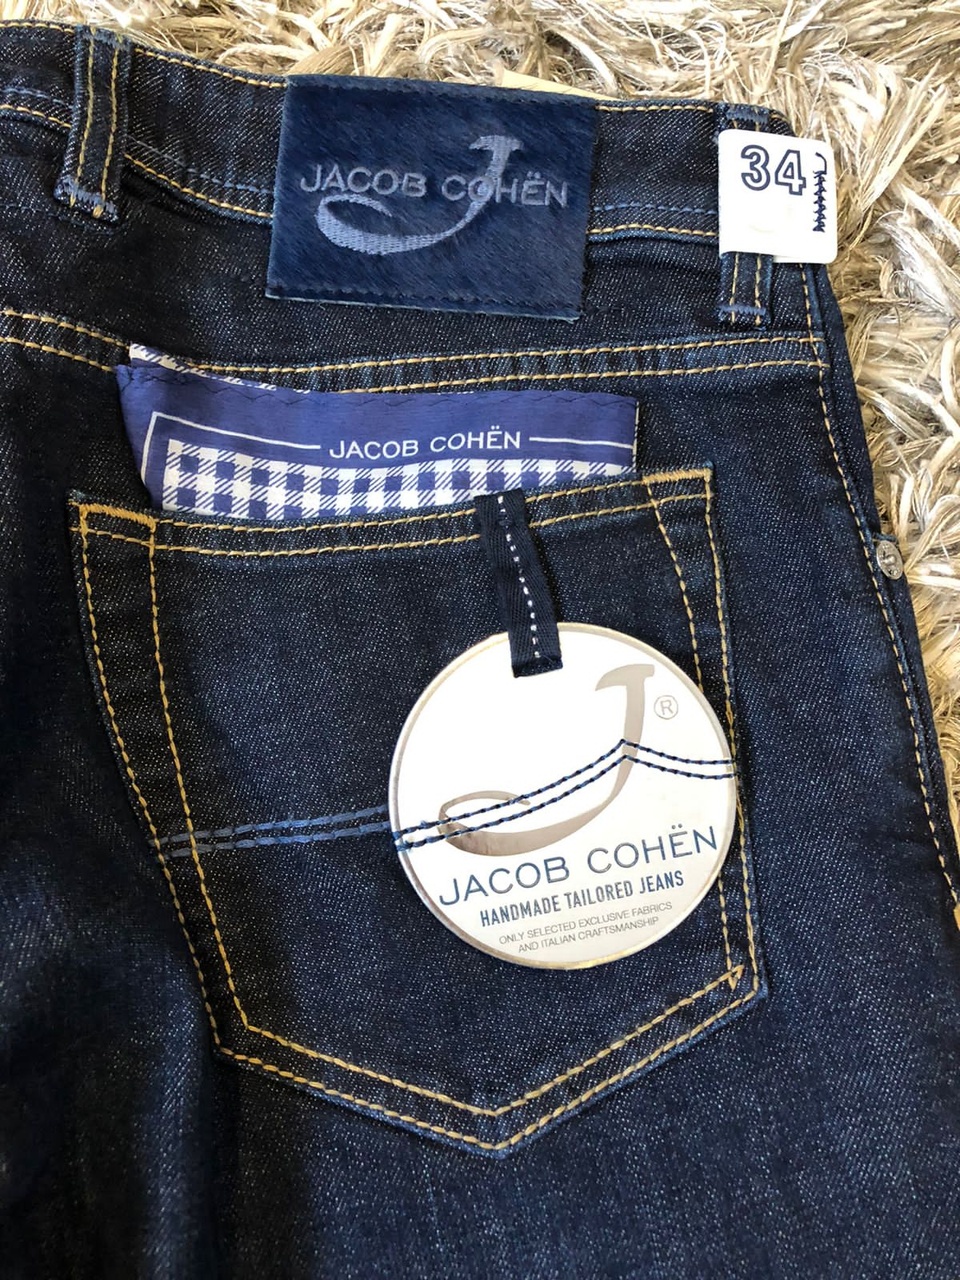 JACOB COHËN
34
JACOB COHËN
®
JACOB COHËN
HANDMADE TAILORED JEANS
ONLY SELECTED EXCLUSIVE FABRICS
AND ITALIAN CRAFTSMANSHIP